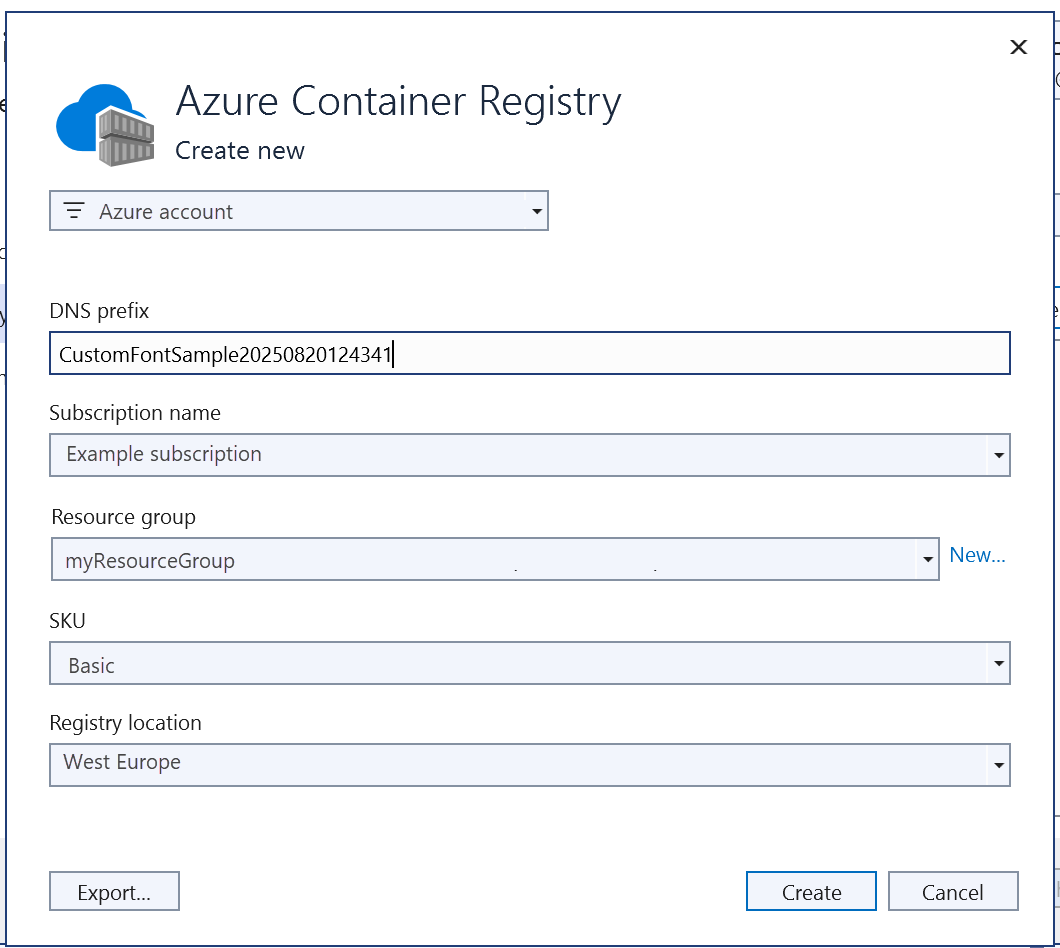 Azure Container Registry
Create new
Azure account
DNS prefix
CustomFontSample20250820124341
Subscription name
Example subscription
Resource group
myResourceGroup
New...
SKU
Basic
Registry location
West Europe
Export...
Create
Cancel